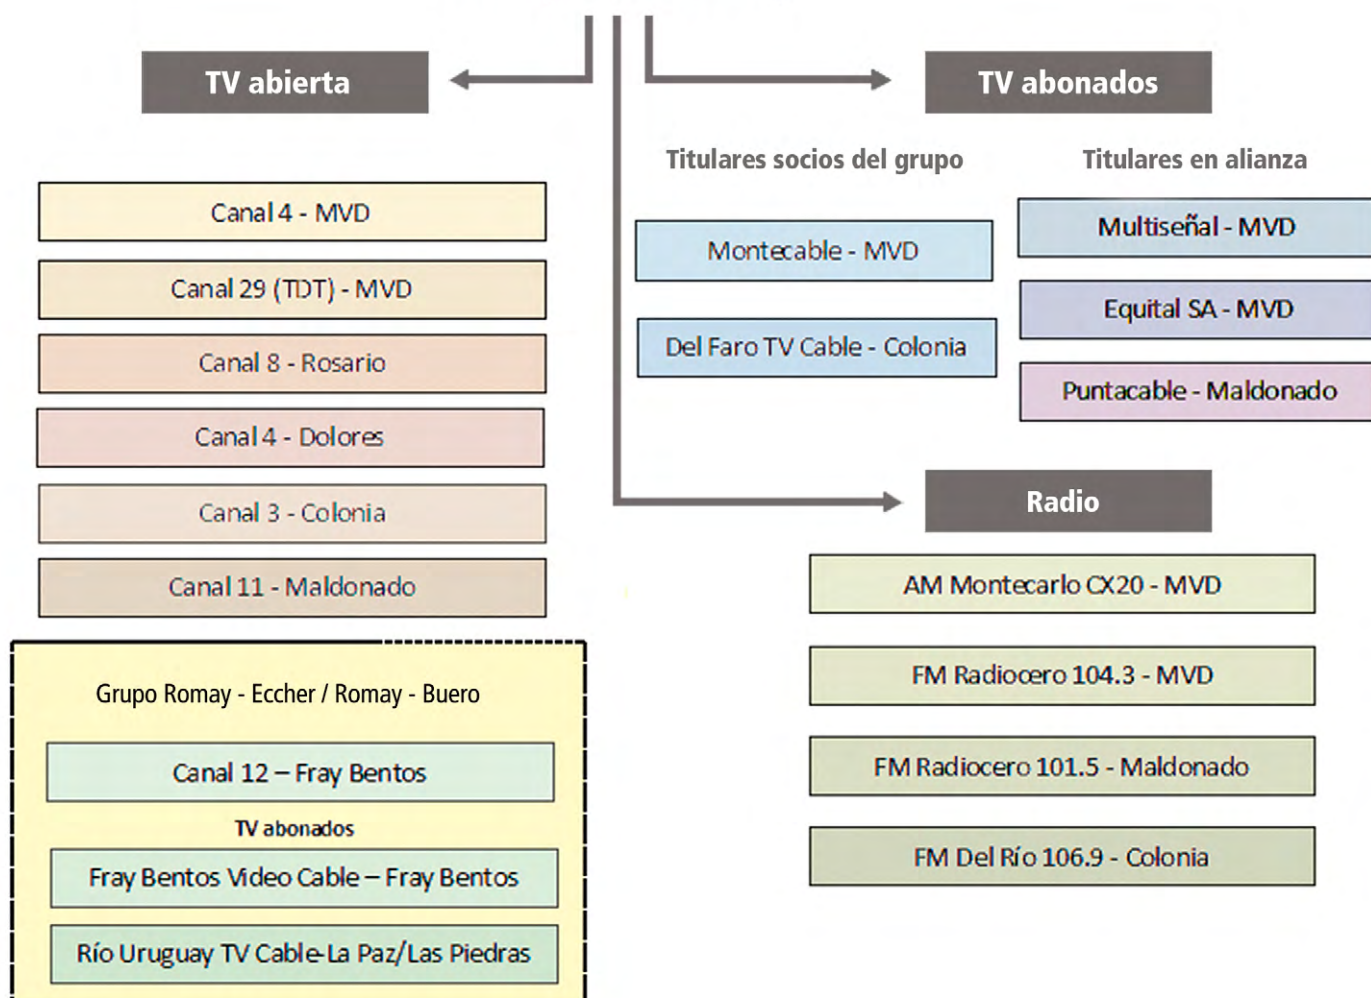 TV abierta
Canal 4 - MVD
Canal 29 (TDT) - MVD
Canal 8 - Rosario
Canal 4 - Dolores
Canal 3 - Colonia
Canal 11 - Maldonado
Grupo Romay - Eccher / Romay - Buero
Canal 12 – Fray Bentos
TV abonados
Fray Bentos Video Cable – Fray Bentos
Río Uruguay TV Cable-La Paz/Las Piedras
TV abonados
Titulares socios del grupo
Montecable - MVD
Del Faro TV Cable - Colonia
Titulares en alianza
Multiseñal - MVD
Equital SA - MVD
Puntacable - Maldonado
Radio
AM Montecarlo CX20 - MVD
FM Radiocero 104.3 - MVD
FM Radiocero 101.5 - Maldonado
FM Del Río 106.9 - Colonia